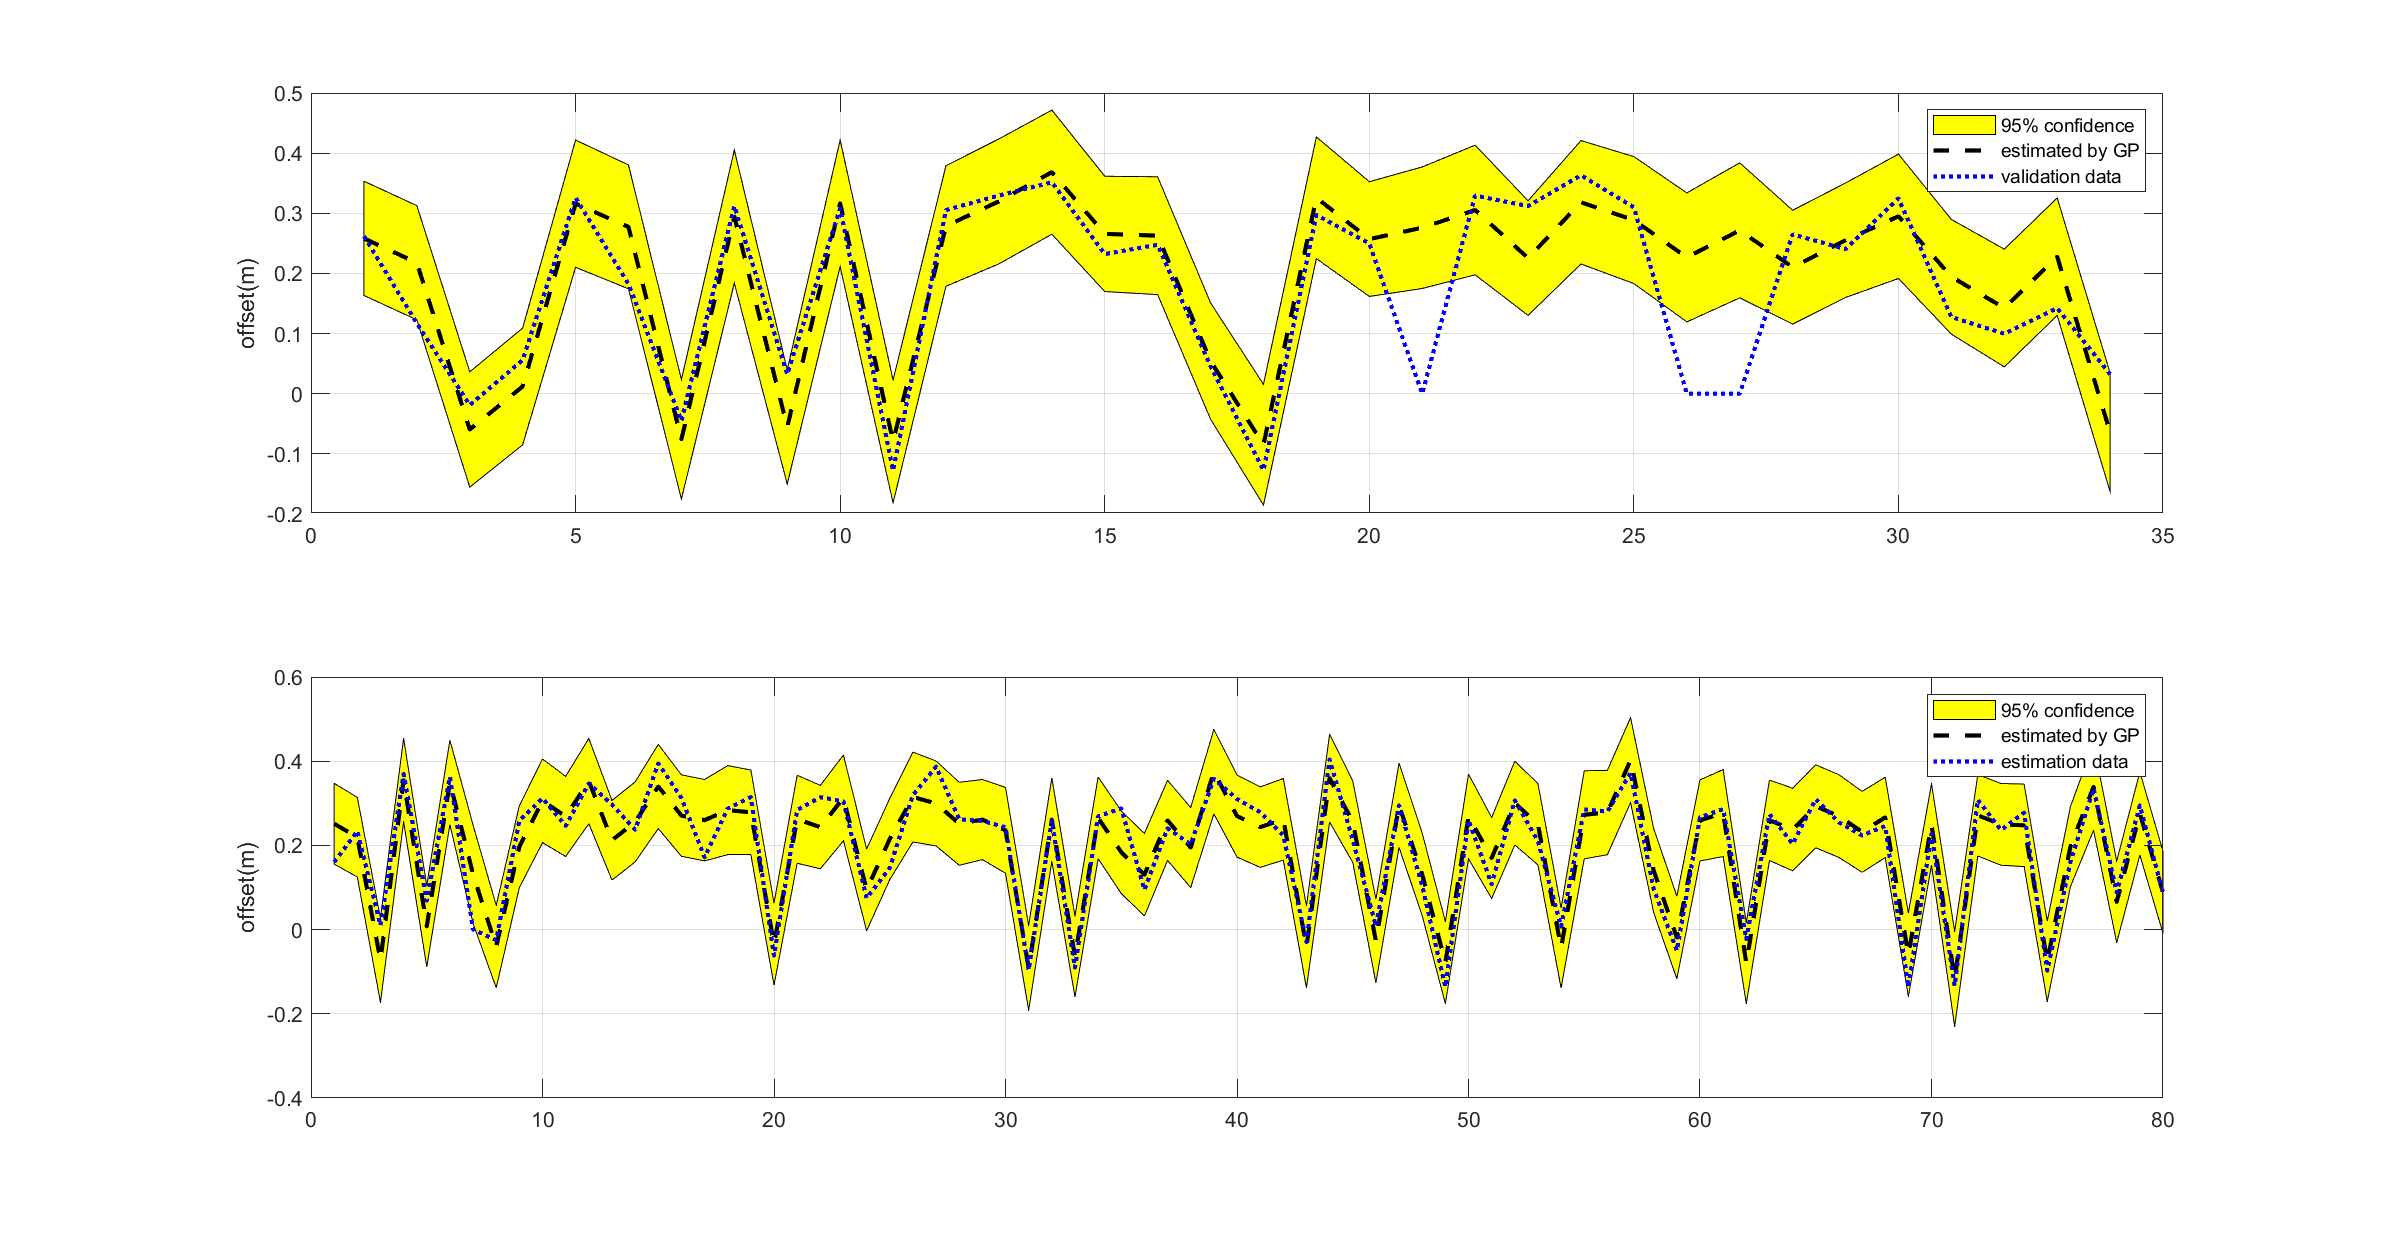 0.5
0.4
0.3
0.2
0.1
0
-0.1
-0.2
offset(m)
0 5 10 15 20 25 30 35
95% confidence
estimated by GP
validation data
0.6
0.4
0.2
0
-0.2
-0.4
offset(m)
0 10 20 30 40 50 60 70 80
95% confidence
estimated by GP
estimation data